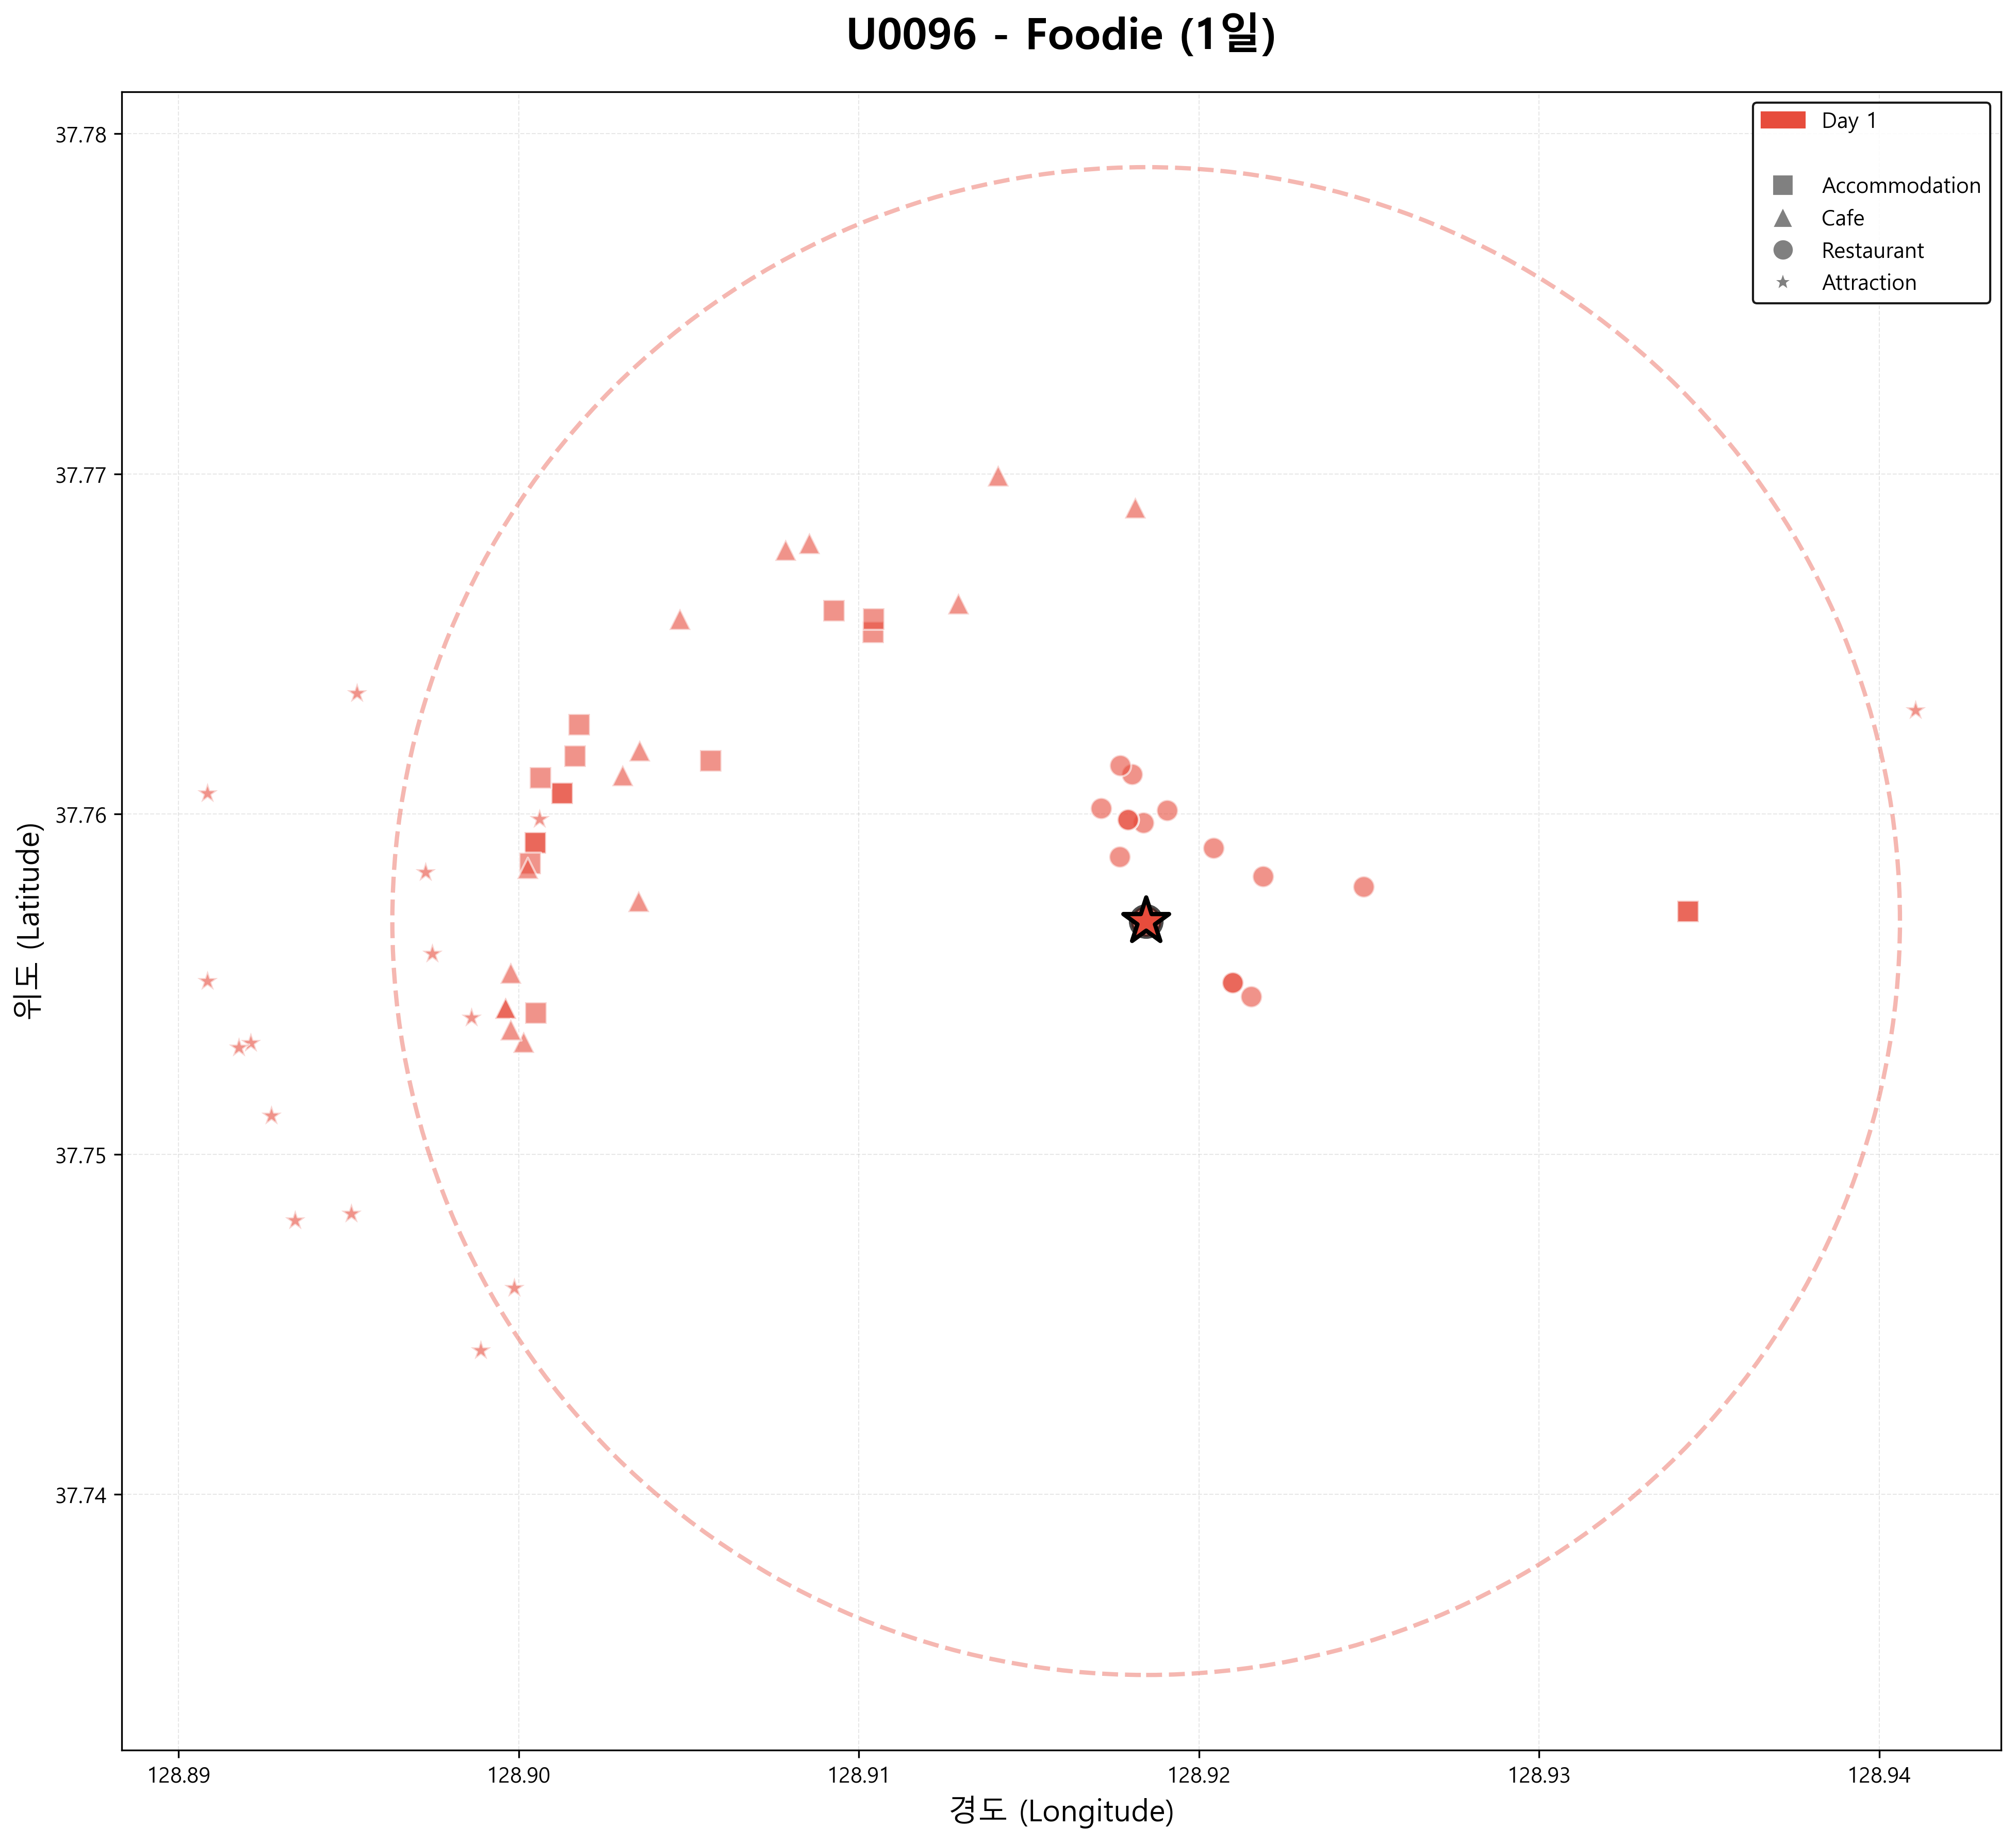 U0096 - Foodie (1일)
Day 1
Accommodation
Cafe
Restaurant
Attraction
37.78
37.77
37.76
37.75
37.74
위도 (Latitude)
128.89
128.90
128.91
128.92
128.93
128.94
경도 (Longitude)